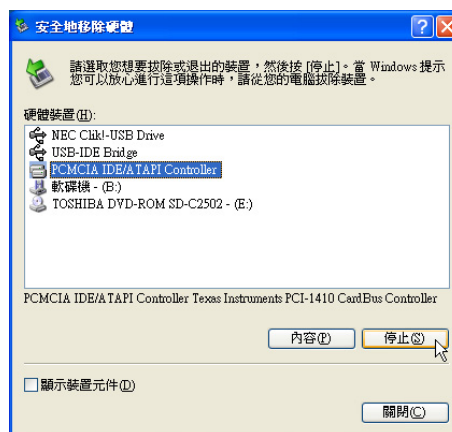 安全地移除硬體
請選取您想要拔除或退出的裝置，然後按 [停止]。當 Windows 提示
您可以放心進行這項操作時，請從您的電腦拔除裝置。
硬體裝置(H):
NEC Clik!-USB Drive
USB-IDE Bridge
PCMCIA IDE/ATAPI Controller
軟碟機 - (B:)
TOSHIBA DVD-ROM SD-C2502 - (E:)
PCMCIA IDE/ATAPI Controller Texas Instruments PCI-1410 CardBus Controller
內容(P)
停止(S)
顯示裝置元件(D)
關閉(C)